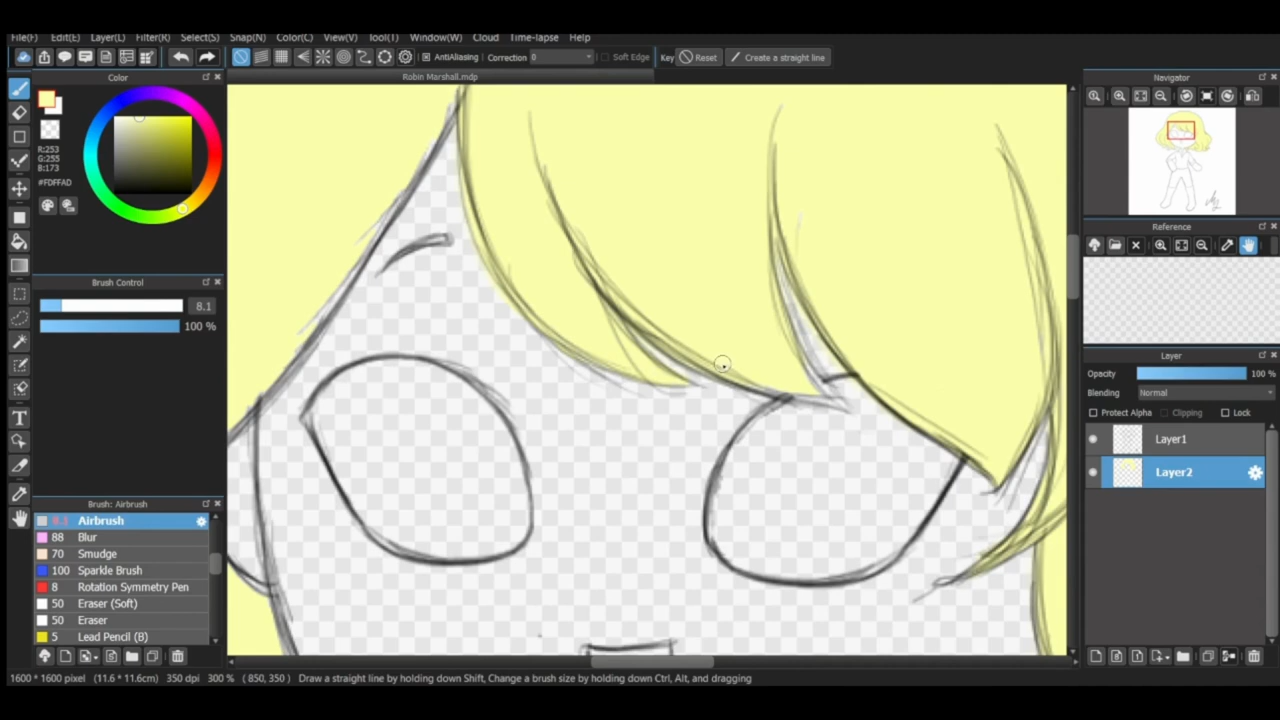 File(F) Edit(E) Layer(L) Filter(R) Select(S) Snap(N) Color(C) View(V) Tool(T) Window(W) Cloud Time-lapse Help
AntiAliasing Correction 0 Soft Edge Key Reset Create a straight line
Color
Robin Marshall.mdp
Navigator
R:253
G:255
B:173
#FDFFAD
Reference
Brush Control
8.1
100 %
Layer
Opacity 100 %
Blending Normal
Protect Alpha Clipping Lock
Layer1
Layer2
Brush: Airbrush
8.1 Airbrush
88 Blur
70 Smudge
100 Sparkle Brush
8 Rotation Symmetry Pen
50 Eraser (Soft)
50 Eraser
5 Lead Pencil (B)
T
1600 * 1600 pixel (11.6 * 11.6cm) 350 dpi 300 % ( 850, 350 ) Draw a straight line by holding down Shift, Change a brush size by holding down Ctrl, Alt, and dragging